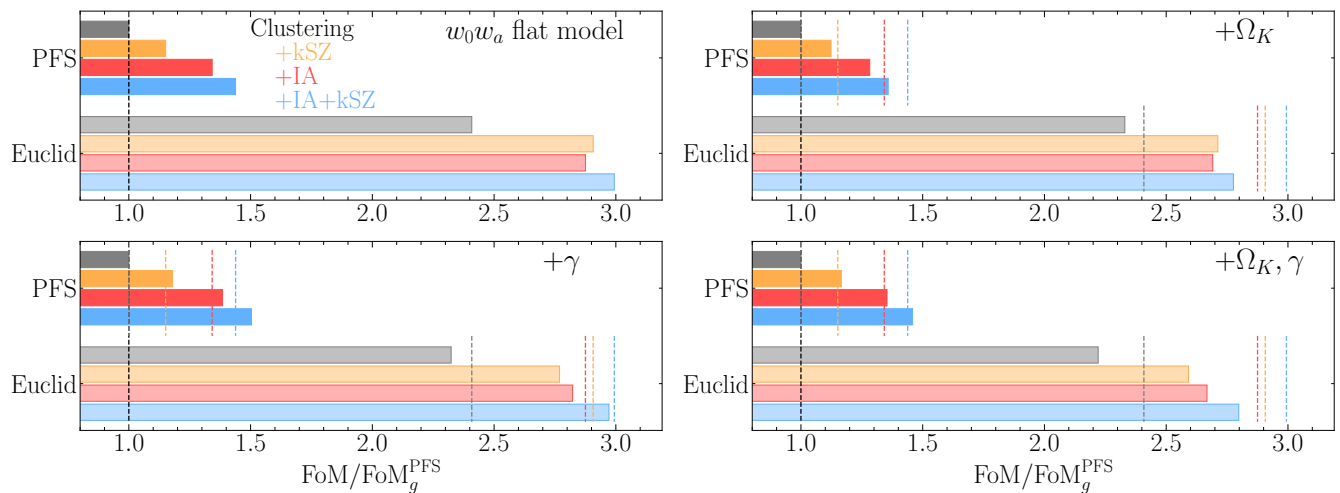 Clustering
+kSZ
+IA
+IA+kSZ
w₀wₐ flat model
PFS
Euclid
1.0 1.5 2.0 2.5 3.0
+Ω_K
PFS
Euclid
1.0 1.5 2.0 2.5 3.0
+γ
PFS
Euclid
1.0 1.5 2.0 2.5 3.0
FoM/FoM_g^PFS
+Ω_K, γ
PFS
Euclid
1.0 1.5 2.0 2.5 3.0
FoM/FoM_g^PFS